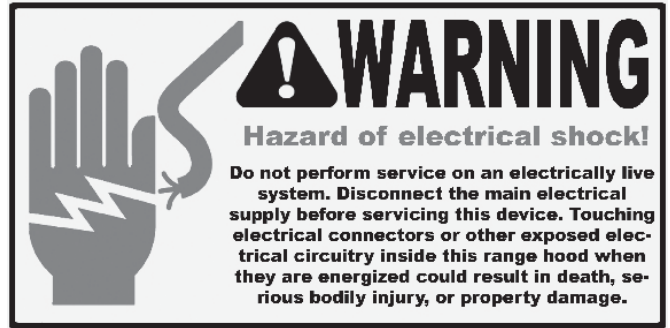 WARNING
Hazard of electrical shock!
Do not perform service on an electrically live
system. Disconnect the main electrical
supply before servicing this device. Touching
electrical connectors or other exposed elec-
trical circuitry inside this range hood when
they are energized could result in death, se-
rious bodily injury, or property damage.